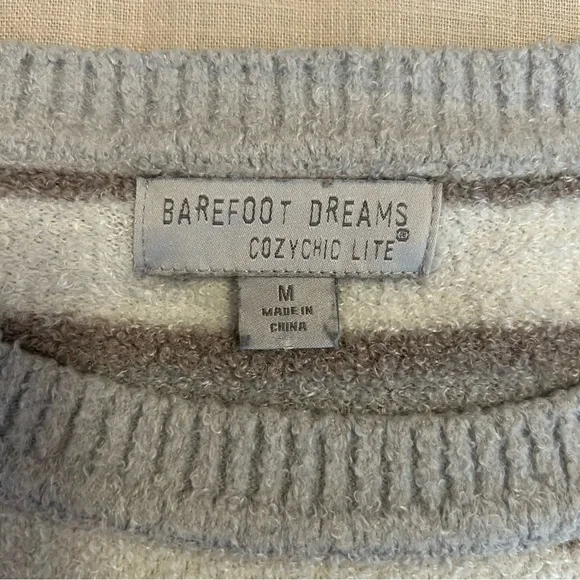 BAREFOOT DREAMS
COZYCHIC LITE®
M
MADE IN
CHINA